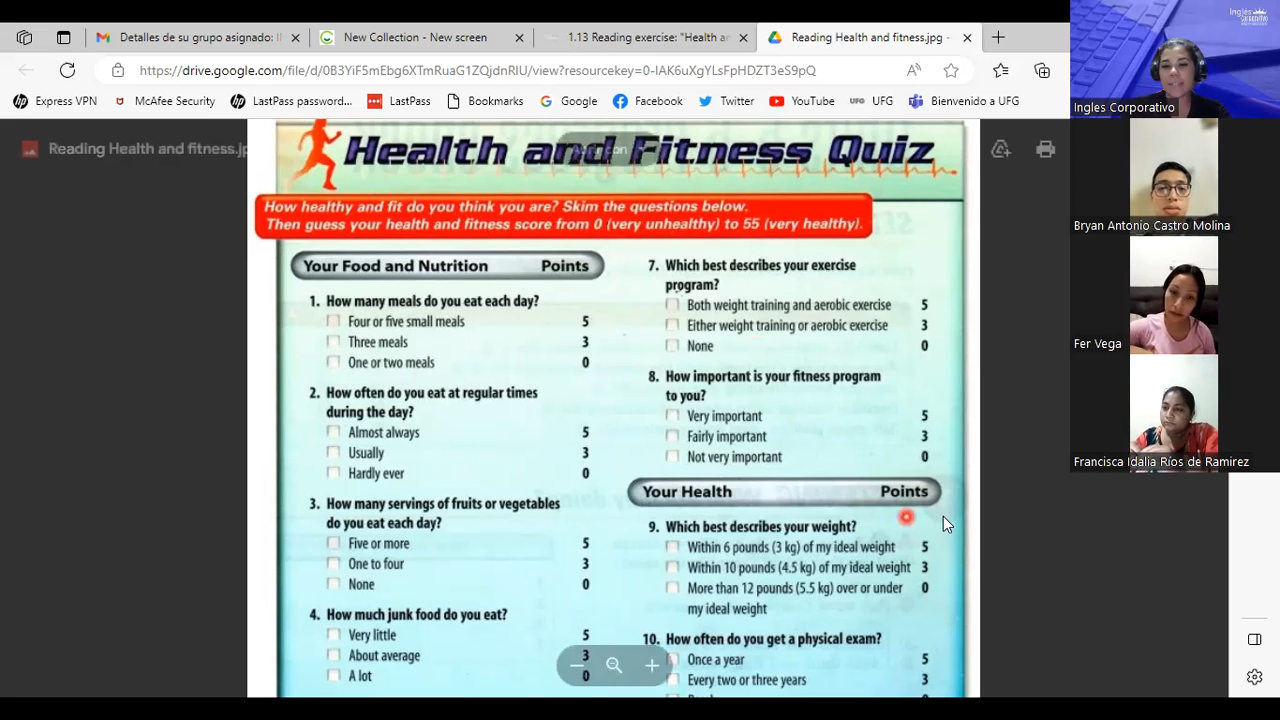 Detalles de su grupo asignado: Il
New Collection - New screen
1.13 Reading exercise: "Health ar
Reading Health and fitness.jpg -
https://drive.google.com/file/d/0B3YiF5mEbg6XTmRuaG1ZYjdnRlU/view?resourcekey=0-IAK6uXgYLsFpHDZT3eS9pQ
Express VPN
McAfee Security
LastPass password...
LastPass
Bookmarks
Google
Facebook
Twitter
YouTube
UFG
UFG
Bienvenido a UFG
Reading Health and fitness.jp
Health and Fitness Quiz
How healthy and fit do you think you are? Skim the questions below.
Then guess your health and fitness score from 0 (very unhealthy) to 55 (very healthy).
Your Food and Nutrition Points
1. How many meals do you eat each day?
Four or five small meals 5
Three meals 3
One or two meals 0
2. How often do you eat at regular times
during the day?
Almost always 5
Usually 3
Hardly ever 0
3. How many servings of fruits or vegetables
do you eat each day?
Five or more 5
One to four 3
None 0
4. How much junk food do you eat?
Very little 5
About average 3
A lot 0
7. Which best describes your exercise
program?
Both weight training and aerobic exercise 5
Either weight training or aerobic exercise 3
None 0
8. How important is your fitness program
to you?
Very important 5
Fairly important 3
Not very important 0
Your Health Points
9. Which best describes your weight?
Within 6 pounds (3 kg) of my ideal weight 5
Within 10 pounds (4.5 kg) of my ideal weight 3
More than 12 pounds (5.5 kg) over or under 0
my ideal weight
10. How often do you get a physical exam?
Once a year 5
Every two or three years 3
Ingles Corporativo
Bryan Antonio Castro Molina
Fer Vega
Francisca Idalia Ríos de Ramirez